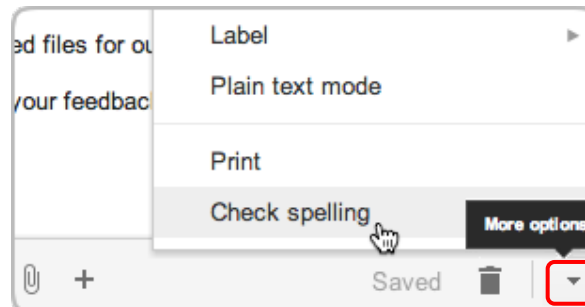 ed files for ou
your feedbac
Label
Plain text mode
Print
Check spelling
More options
Saved